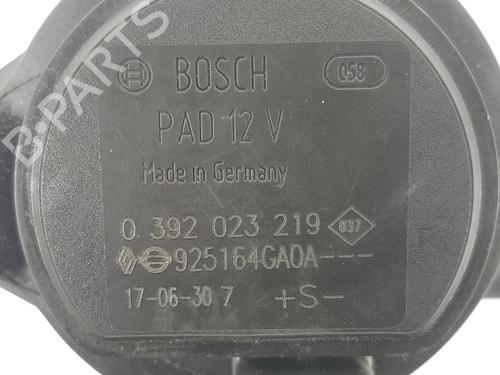 B-PARTS
BOSCH 058
PAD 12 V
Made in Germany
0 392 023 219 037
925164GA0A---
17-06-30 7 +S-